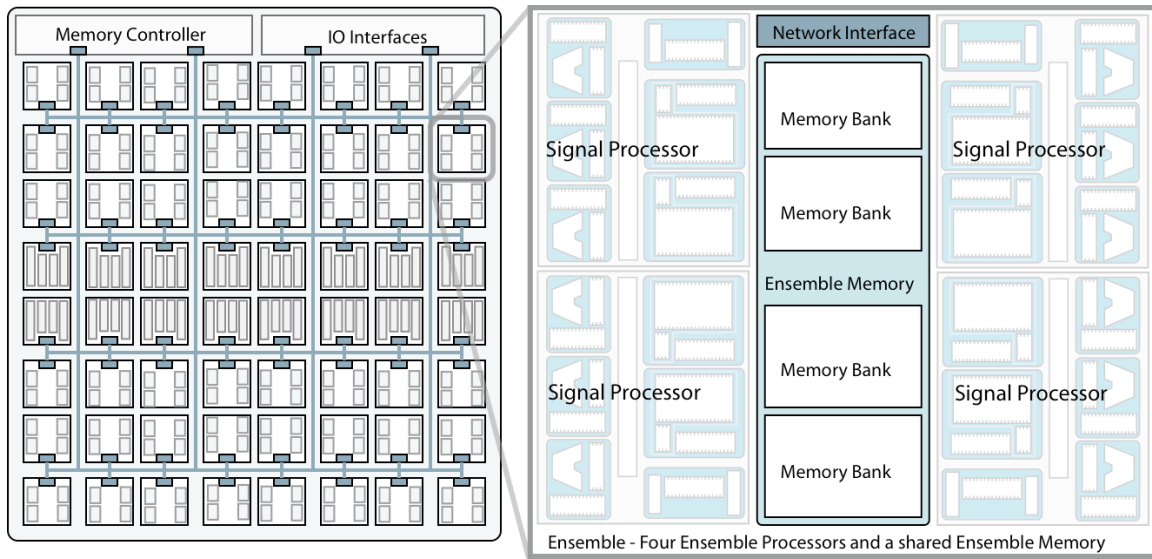 Memory Controller
IO Interfaces
Network Interface
Memory Bank
Signal Processor
Signal Processor
Memory Bank
Ensemble Memory
Memory Bank
Signal Processor
Signal Processor
Memory Bank
Ensemble - Four Ensemble Processors and a shared Ensemble Memory